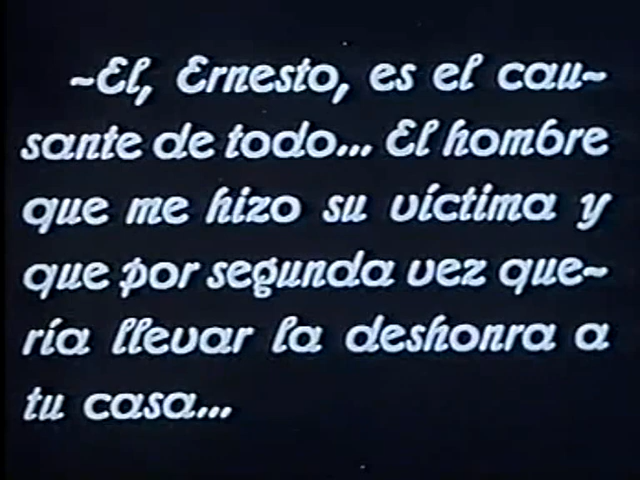 ~El, Ernesto, es el cau~
sante de todo... El hombre
que me hizo su víctima y
que por segunda vez que~
ría llevar la deshonra a
tu casa...